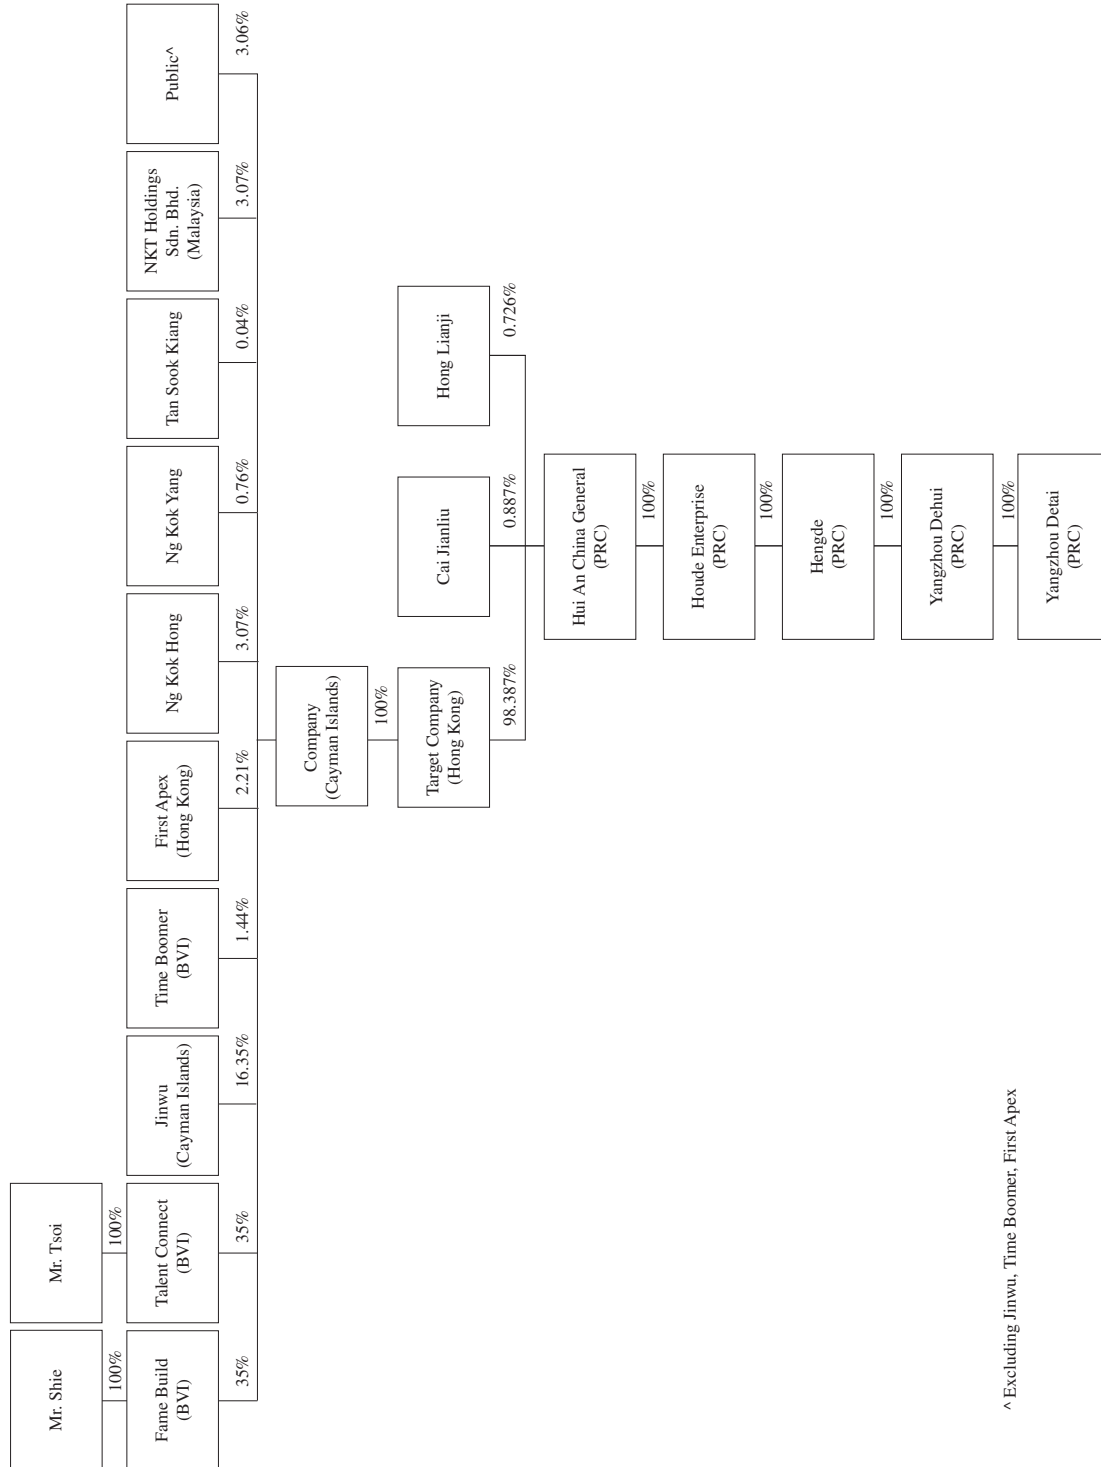 Mr. Shie
Mr. Tsoi
100%
100%
Fame Build
(BVI)
Talent Connect
(BVI)
Jinwu
(Cayman Islands)
Time Boomer
(BVI)
First Apex
(Hong Kong)
Ng Kok Hong
Ng Kok Yang
Tan Sook Kiang
NKT Holdings
Sdn. Bhd.
(Malaysia)
Public^
35%
35%
16.35%
1.44%
2.21%
3.07%
0.76%
0.04%
3.07%
3.06%
Company
(Cayman Islands)
100%
Target Company
(Hong Kong)
Cai Jianliu
Hong Lianji
98.387%
0.887%
0.726%
Hui An China General
(PRC)
100%
Houde Enterprise
(PRC)
100%
Hengde
(PRC)
100%
Yangzhou Dehui
(PRC)
100%
Yangzhou Detai
(PRC)
^ Excluding Jinwu, Time Boomer, First Apex